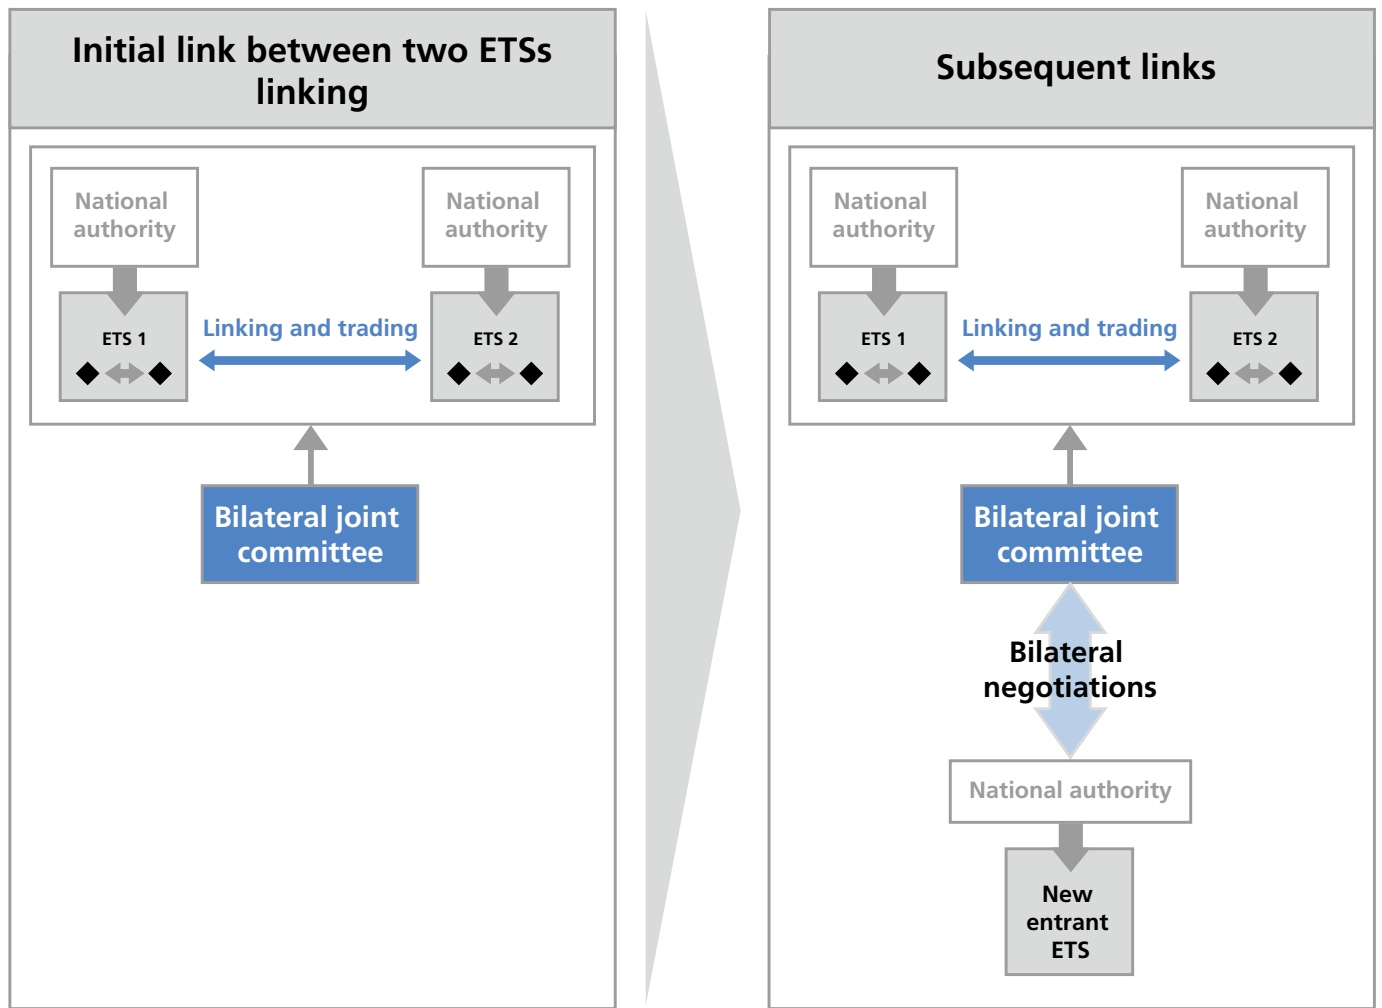 Initial link between two ETSs
linking
National
authority
National
authority
ETS 1
Linking and trading
ETS 2
Bilateral joint
committee
Subsequent links
National
authority
National
authority
ETS 1
Linking and trading
ETS 2
Bilateral joint
committee
Bilateral
negotiations
National authority
New
entrant
ETS